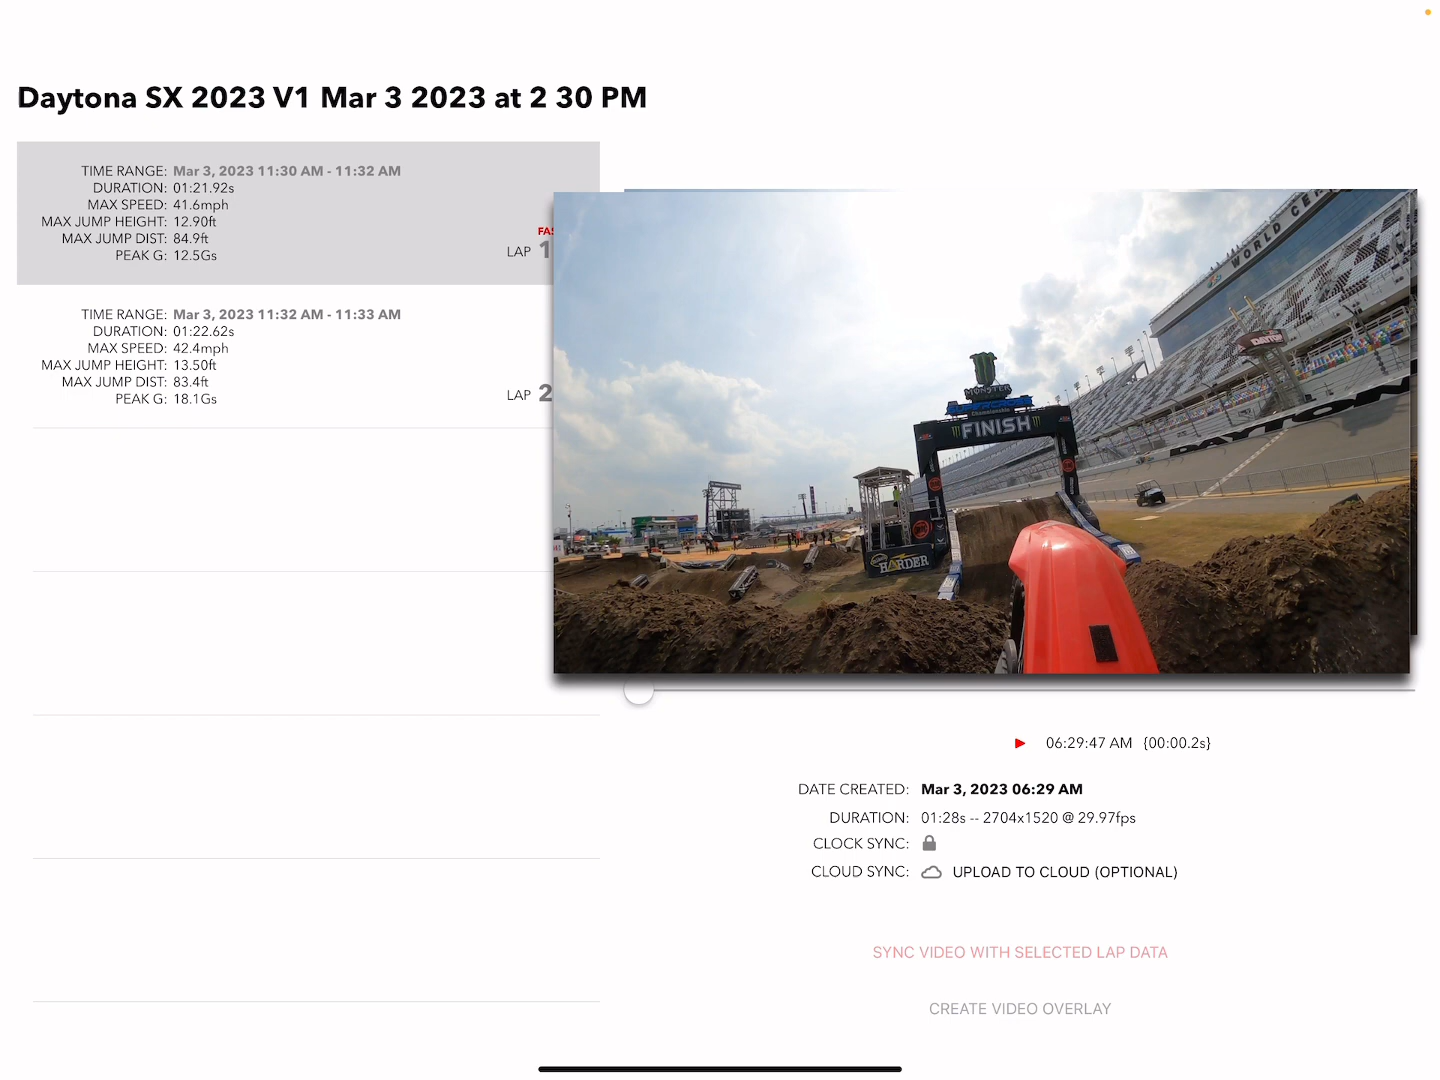 Daytona SX 2023 V1 Mar 3 2023 at 2 30 PM
TIME RANGE: Mar 3, 2023 11:30 AM - 11:32 AM
DURATION: 01:21.92s
MAX SPEED: 41.6mph
MAX JUMP HEIGHT: 12.90ft
MAX JUMP DIST: 84.9ft
PEAK G: 12.5Gs
LAP 1
TIME RANGE: Mar 3, 2023 11:32 AM - 11:33 AM
DURATION: 01:22.62s
MAX SPEED: 42.4mph
MAX JUMP HEIGHT: 13.50ft
MAX JUMP DIST: 83.4ft
PEAK G: 18.1Gs
LAP 2
WORLD CE
MONSTER
SUPERCROSS
Championship
FINISH
DAYTON
HARDER
06:29:47 AM {00:00.2s}
DATE CREATED: Mar 3, 2023 06:29 AM
DURATION: 01:28s -- 2704x1520 @ 29.97fps
CLOCK SYNC:
CLOUD SYNC: UPLOAD TO CLOUD (OPTIONAL)
SYNC VIDEO WITH SELECTED LAP DATA
CREATE VIDEO OVERLAY